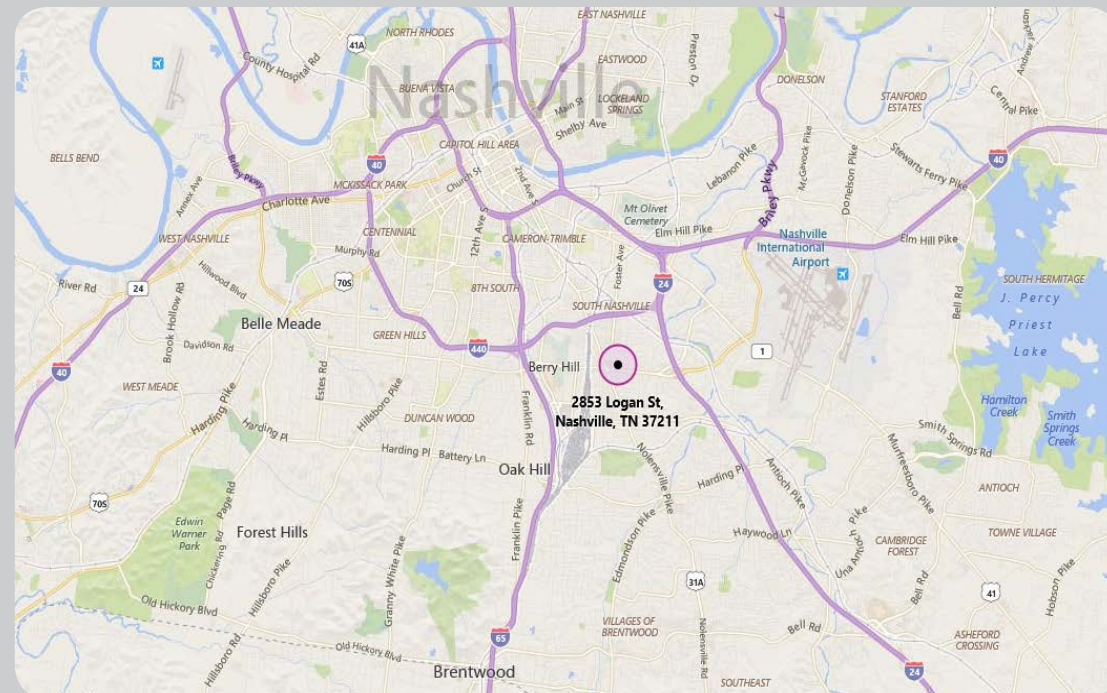 EAST NASHVILLE
NORTH RHODES
41A
County Hospital Rd
EASTWOOD
Preston Dr
Andrew Jackson
DONELSON
Nashville
BUENA VISTA
Main St
LOCKELAND
SPRINGS
STANFORD
ESTATES
Central Pike
Shelby Ave
BELLS BEND
CAPITOL HILL AREA
40
Briley Pkwy
Church St
2nd Ave S
Lebanon Pike
McGavock Pike
Donelson Pike
Stewarts Ferry Pike
40
MCKISSACK PARK
Annex Ave
Charlotte Ave
12th Ave S
Mt Olivet
Cemetery
Briley Pkwy
WEST NASHVILLE
CENTENNIAL
CAMERON-TRIMBLE
Elm Hill Pike
Nashville
International
Airport
Elm Hill Pike
Murphy Rd
Foster Ave
Hillwood Blvd
70S
River Rd
24
8TH SOUTH
24
SOUTH HERMITAGE
Bell Rd
J. Percy
Priest
Lake
Brook Hollow Rd
SOUTH NASHVILLE
Belle Meade
GREEN HILLS
Davidson Rd
440
1
40
Estes Rd
Berry Hill
WEST MEADE
Hillsboro Pike
Franklin Rd
2853 Logan St,
Nashville, TN 37211
Hamilton
Creek
Smith
Springs
Creek
Harding Pike
DUNCAN WOOD
Harding Pl
Harding Pl
Battery Ln
Smith Springs Rd
Oak Hill
Nolensville Pike
Harding Pl
Antioch Pike
Murfreesboro Pike
ANTIOCH
70S
Page Rd
Edwin
Warner
Park
Forest Hills
Franklin Pike
Edmondson Pike
Haywood Ln
Una Antioch Pike
CAMBRIDGE
FOREST
TOWNE VILLAGE
Chickering Rd
Hillsboro Pike
Granny White Pike
31A
Bell Rd
41
Hobson Pike
Old Hickory Blvd
Old Hickory Blvd
65
VILLAGES OF
BRENTWOOD
Nolensville Rd
Bell Rd
ASHEFORD
CROSSING
Hillsboro Rd
Brentwood
SOUTHEAST
24